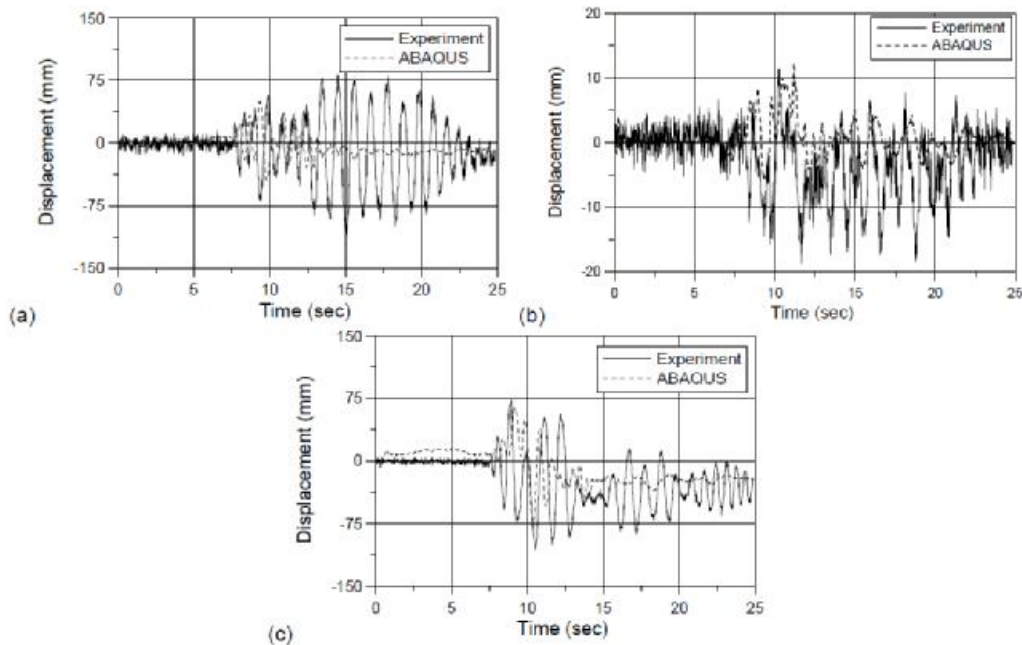 150
75
0
-75
-150
Displacement (mm)
Experiment
ABAQUS
0 5 10 15 20 25
Time (sec)
(a)
20
10
0
-10
-20
Displacement (mm)
Experiment
ABAQUS
0 5 10 15 20 25
Time (sec)
(b)
150
75
0
-75
-150
Displacement (mm)
Experiment
ABAQUS
0 5 10 15 20 25
Time (sec)
(c)